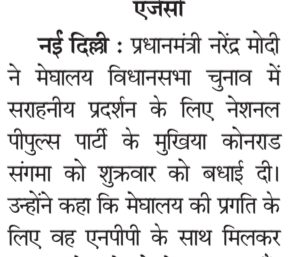 एजेंसी
नई दिल्ली : प्रधानमंत्री नरेंद्र मोदी
ने मेघालय विधानसभा चुनाव में
सराहनीय प्रदर्शन के लिए नेशनल
पीपुल्स पार्टी के मुखिया कोनराड
संगमा को शुक्रवार को बधाई दी।
उन्होंने कहा कि मेघालय की प्रगति के
लिए वह एनपीपी के साथ मिलकर